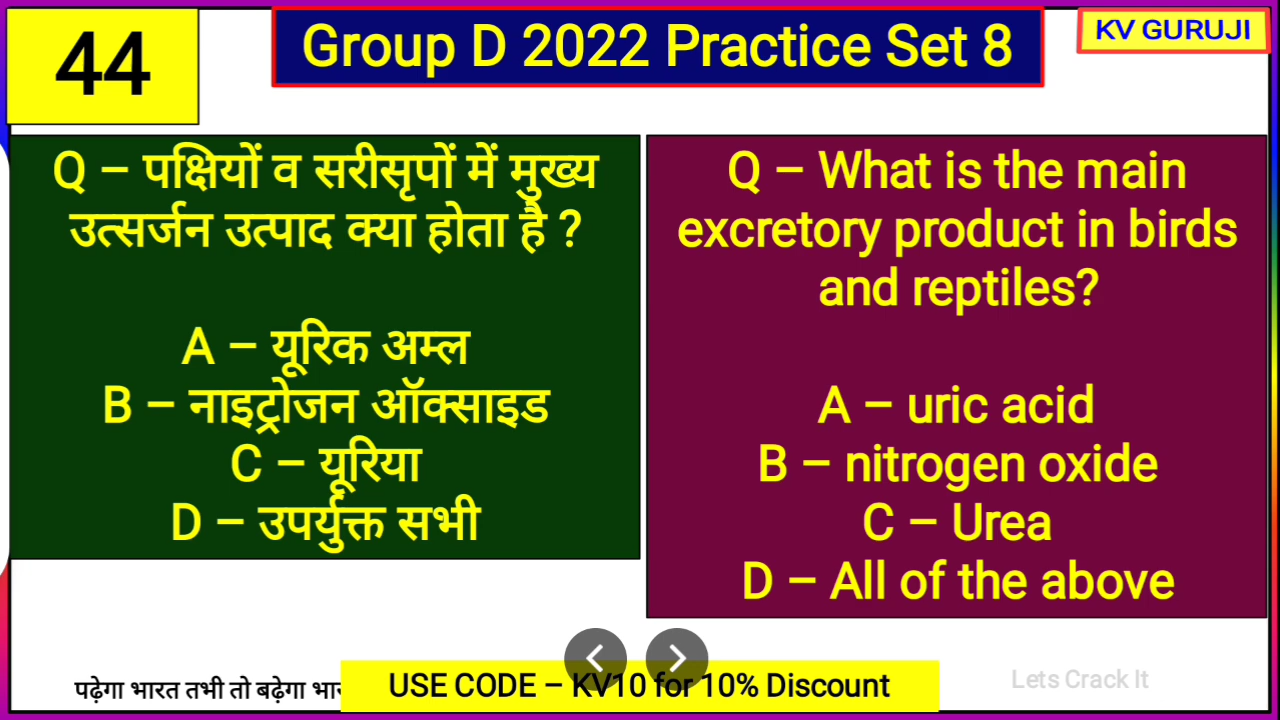 44
Group D 2022 Practice Set 8
KV GURUJI
Q – पक्षियों व सरीसृपों में मुख्य
उत्सर्जन उत्पाद क्या होता है ?
A – यूरिक अम्ल
B – नाइट्रोजन ऑक्साइड
C – यूरिया
D – उपर्युक्त सभी
Q – What is the main
excretory product in birds
and reptiles?
A – uric acid
B – nitrogen oxide
C – Urea
D – All of the above
पढ़ेगा भारत तभी तो बढ़ेगा
USE CODE – KV10 for 10% Discount
Lets Crack It